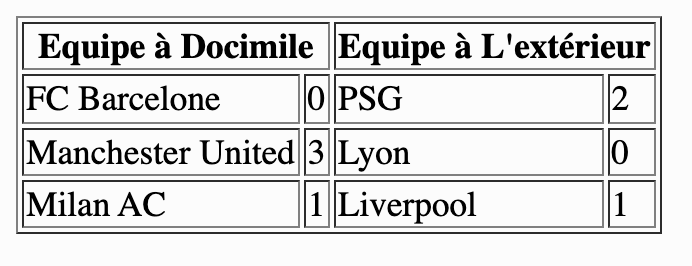 Equipe à Docimile Equipe à L'extérieur
FC Barcelone 0 PSG 2
Manchester United 3 Lyon 0
Milan AC 1 Liverpool 1